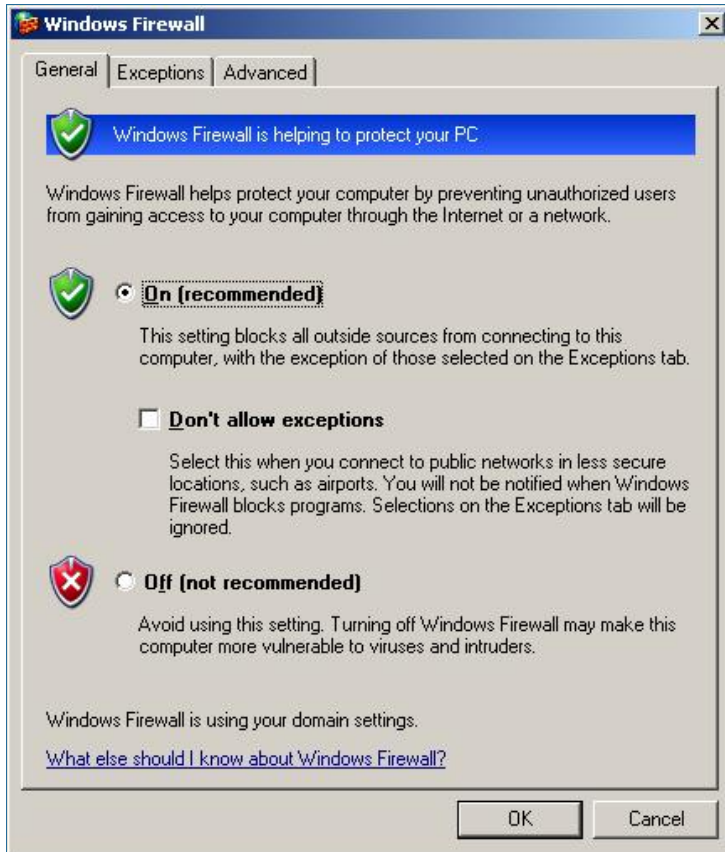 Windows Firewall
General Exceptions Advanced
Windows Firewall is helping to protect your PC
Windows Firewall helps protect your computer by preventing unauthorized users
from gaining access to your computer through the Internet or a network.
On (recommended)
This setting blocks all outside sources from connecting to this
computer, with the exception of those selected on the Exceptions tab.
Don't allow exceptions
Select this when you connect to public networks in less secure
locations, such as airports. You will not be notified when Windows
Firewall blocks programs. Selections on the Exceptions tab will be
ignored.
Off (not recommended)
Avoid using this setting. Turning off Windows Firewall may make this
computer more vulnerable to viruses and intruders.
Windows Firewall is using your domain settings.
What else should I know about Windows Firewall?
OK Cancel